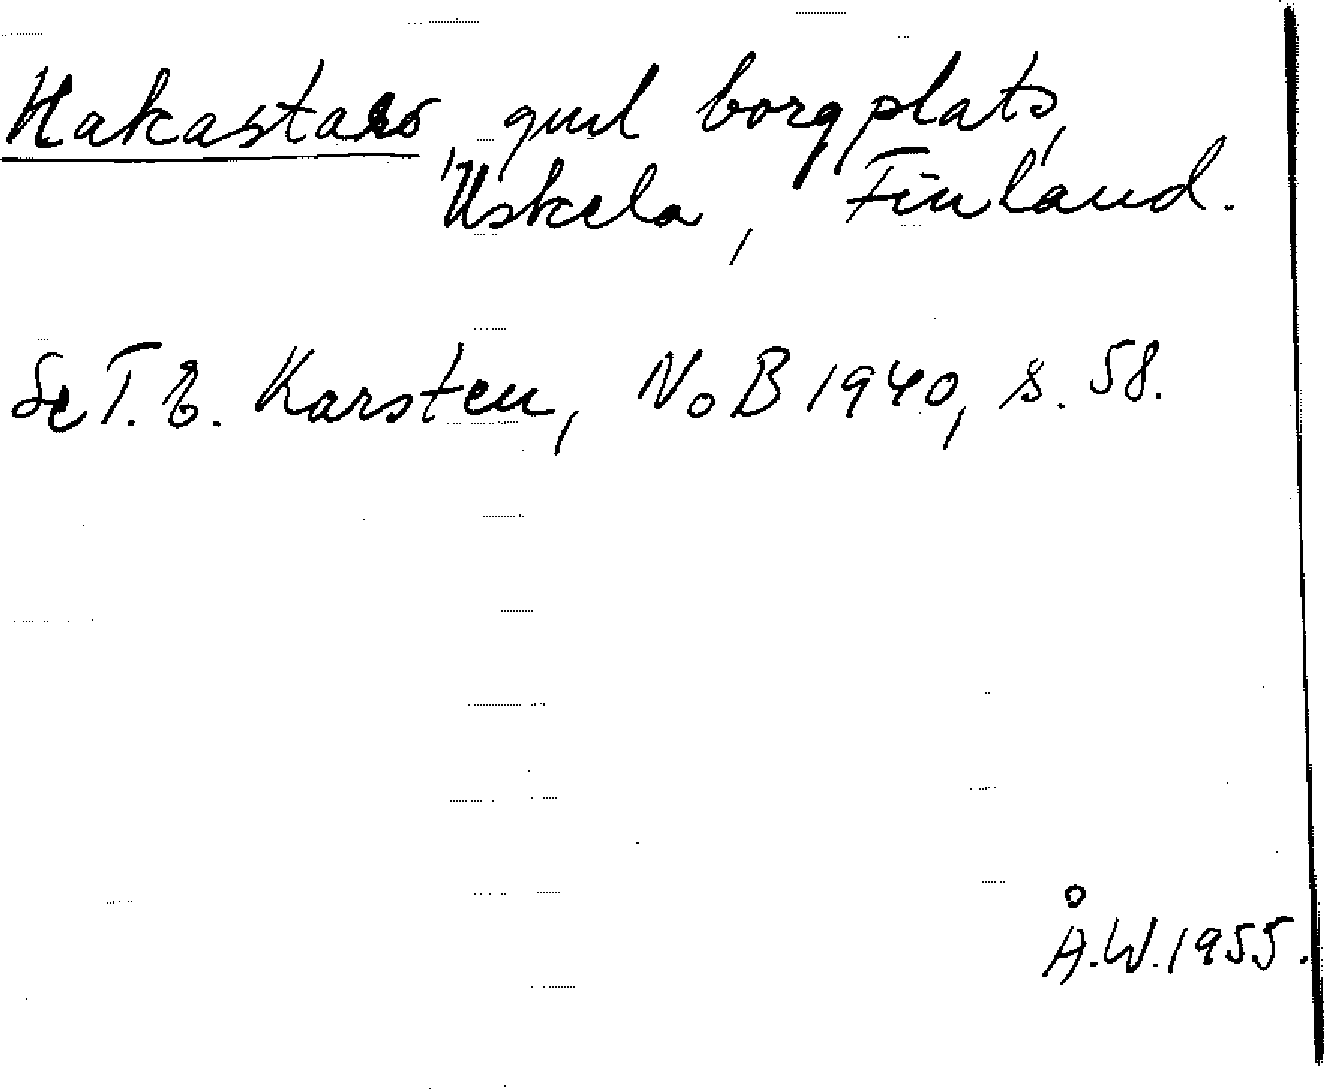 Hakastaro gml borgplats,
Uskela, Finland.
Se T. E. Karsten, NoB 1940, s. 58.
Å.W. 1955.